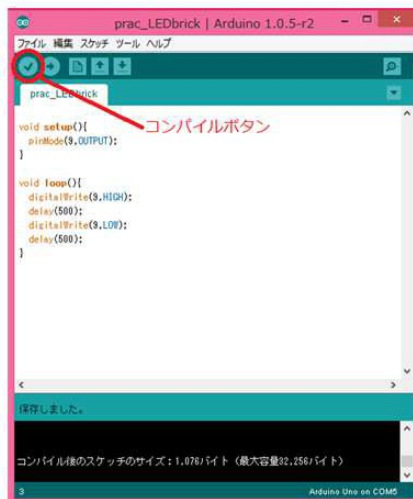 prac_LEDbrick | Arduino 1.0.5-r2
ファイル 編集 スケッチ ツール ヘルプ
prac_LEDbrick
コンパイルボタン
void setup(){
pinMode(9,OUTPUT);
}
void loop(){
digitalWrite(9,HIGH);
delay(500);
digitalWrite(9,LOW);
delay(500);
}
保存しました。
コンパイル後のスケッチのサイズ：1,076バイト（最大容量32,256バイト）
3
Arduino Uno on COM5